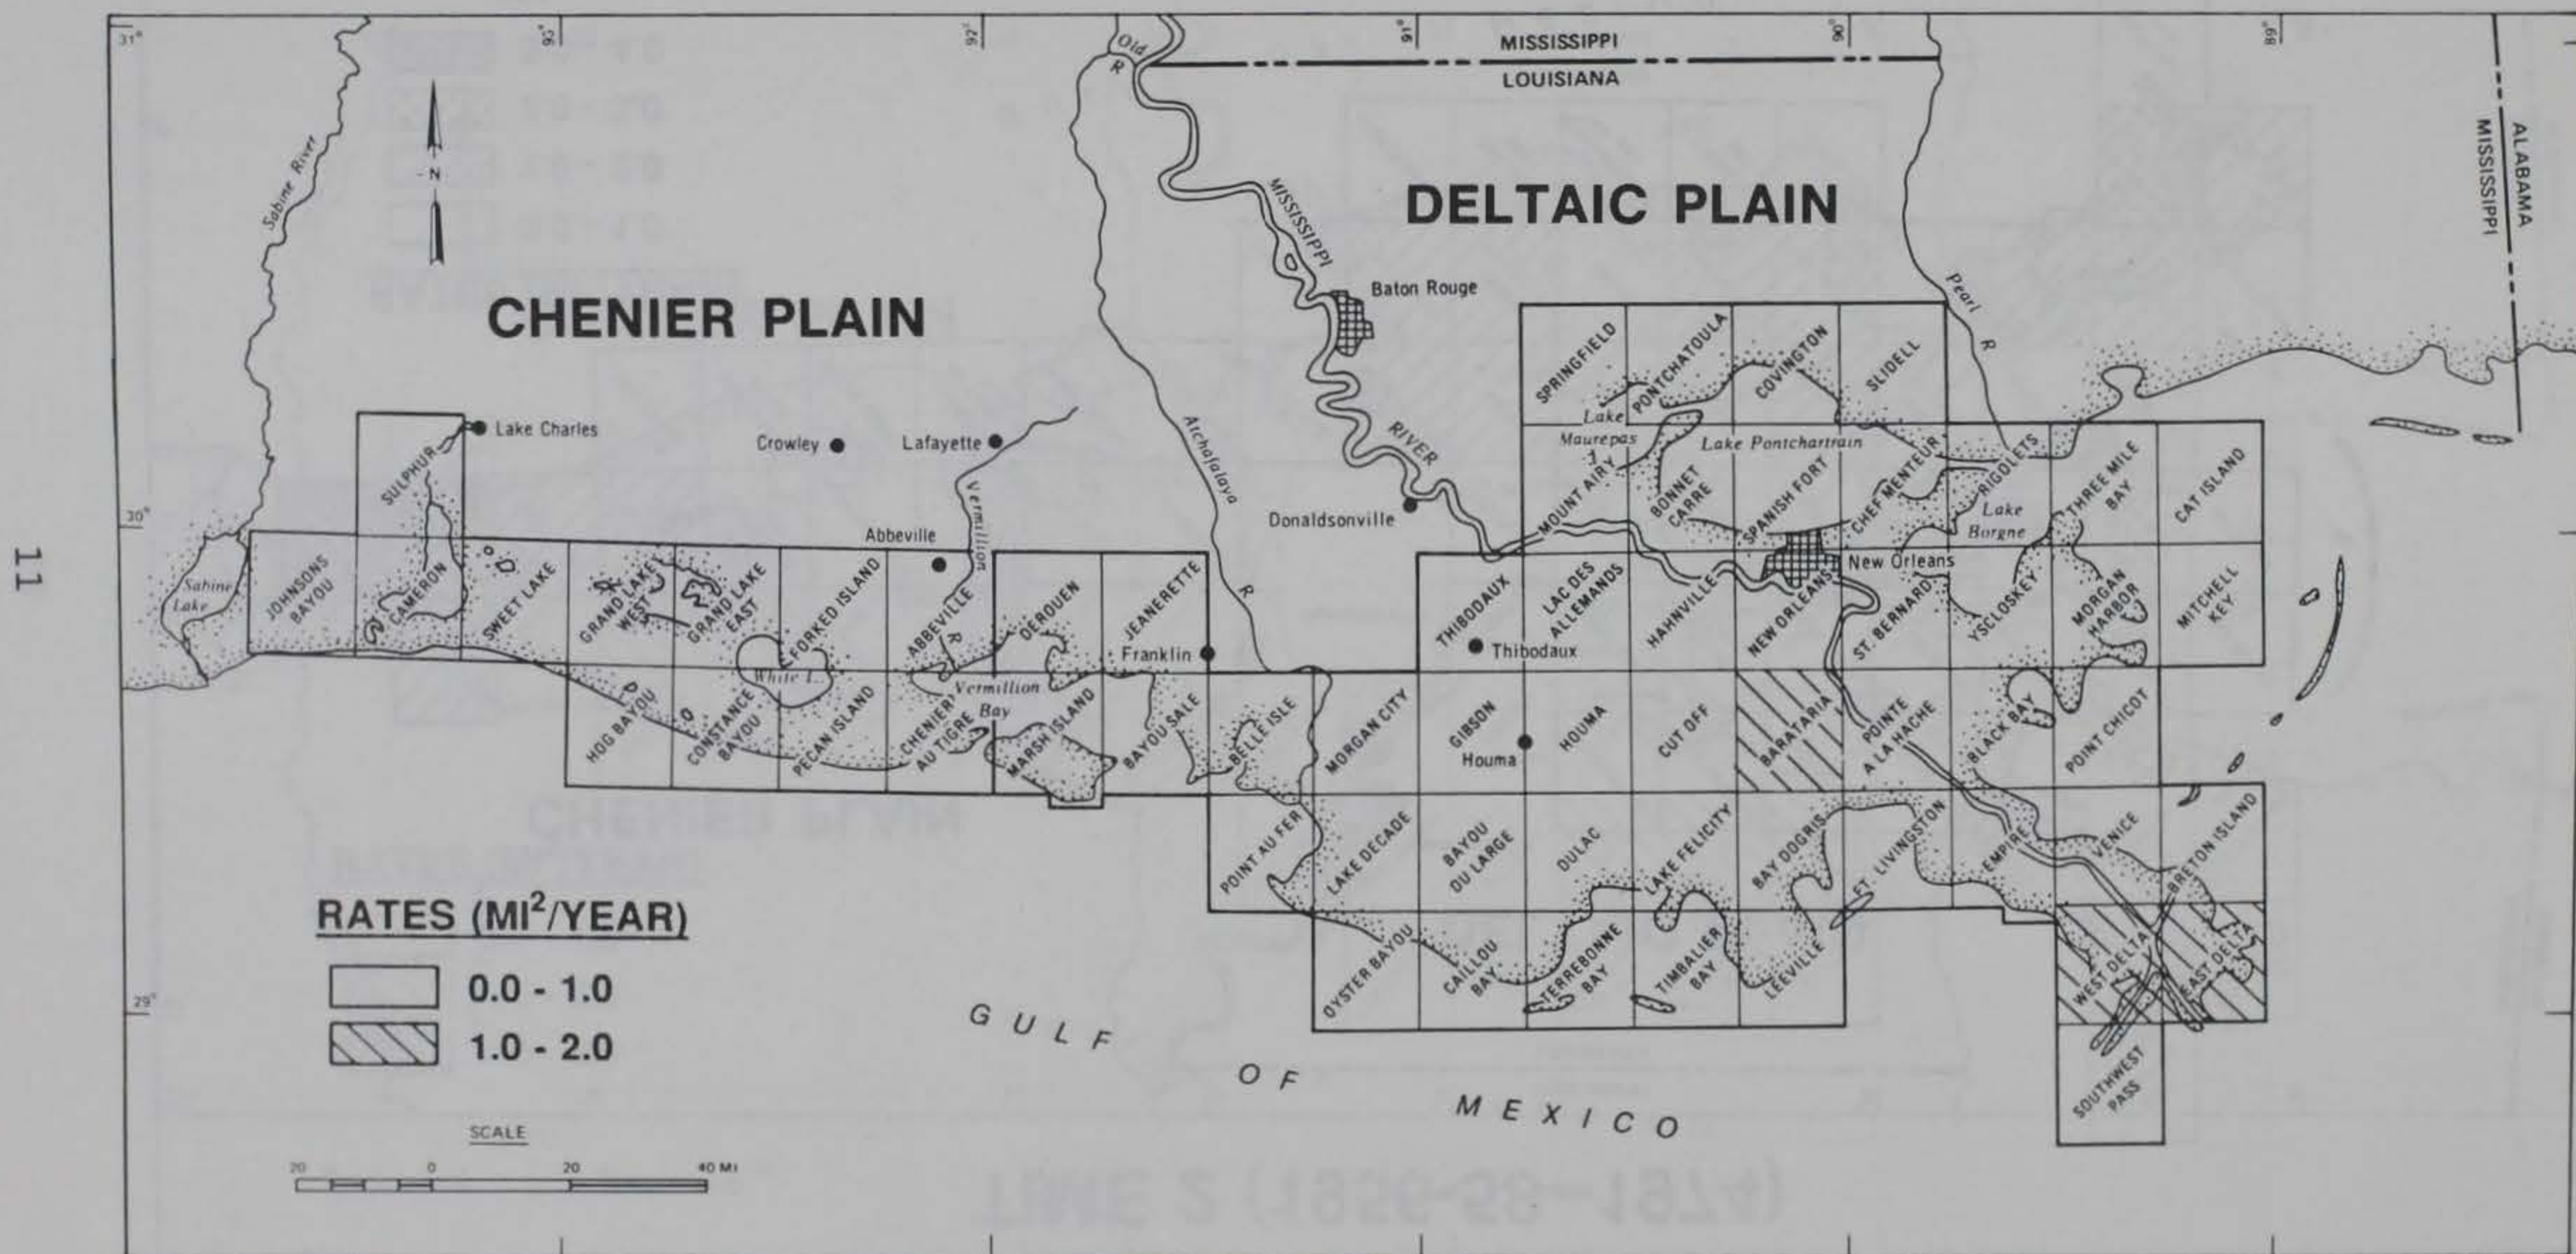 31°
93°
92°
91°
90°
89°
Old
R
MISSISSIPPI
LOUISIANA
MISSISSIPPI
ALABAMA
Sabine River
N
MISSISSIPPI
RIVER
DELTAIC PLAIN
Baton Rouge
Pearl
R
CHENIER PLAIN
SPRINGFIELD
PONTCHATOULA
COVINGTON
SLIDELL
Lake Charles
Crowley
Lafayette
Atchafalaya
R
Lake
Maurepas
Lake Pontchartrain
SULPHUR
Vermillion
R
MOUNT AIRY
BONNET
CARRE
SPANISH FORT
CHEF MENTEUR
RIGOLETS
THREE MILE
BAY
CAT ISLAND
Lake
Borgne
30°
11
Abbeville
Donaldsonville
New Orleans
Sabine
Lake
JOHNSONS
BAYOU
CAMERON
SWEET LAKE
GRAND LAKE
WEST
GRAND LAKE
EAST
FORKED ISLAND
ABBEVILLE
DEROUEN
JEANERETTE
Franklin
THIBODAUX
Thibodaux
LAC DES
ALLEMANDS
HAHNVILLE
NEW ORLEANS
ST. BERNARD
YSCLOSKEY
MORGAN
HARBOR
MITCHELL
KEY
White L.
Vermillion
Bay
HOG BAYOU
CONSTANCE
BAYOU
PECAN ISLAND
CHENIER
AU TIGRE
MARSH ISLAND
BAYOU SALE
BELLE ISLE
MORGAN CITY
GIBSON
Houma
HOUMA
CUT OFF
BARATARIA
POINTE
A LA HACHE
BLACK BAY
POINT CHICOT
POINT AU FER
LAKE DECADE
BAYOU
DU LARGE
DULAC
LAKE FELICITY
BAY DOGRIS
FT. LIVINGSTON
EMPIRE
VENICE
BRETON ISLAND
RATES (MI²/YEAR)
0.0 - 1.0
1.0 - 2.0
OYSTER BAYOU
CAILLOU
BAY
TERREBONNE
BAY
TIMBALIER
BAY
LEEVILLE
WEST DELTA
EAST DELTA
29°
GULF
OF
MEXICO
SOUTHWEST
PASS
SCALE
20 0 20 40 MI
CHENIER PLAIN
TIME 2 (1956-58—1974)